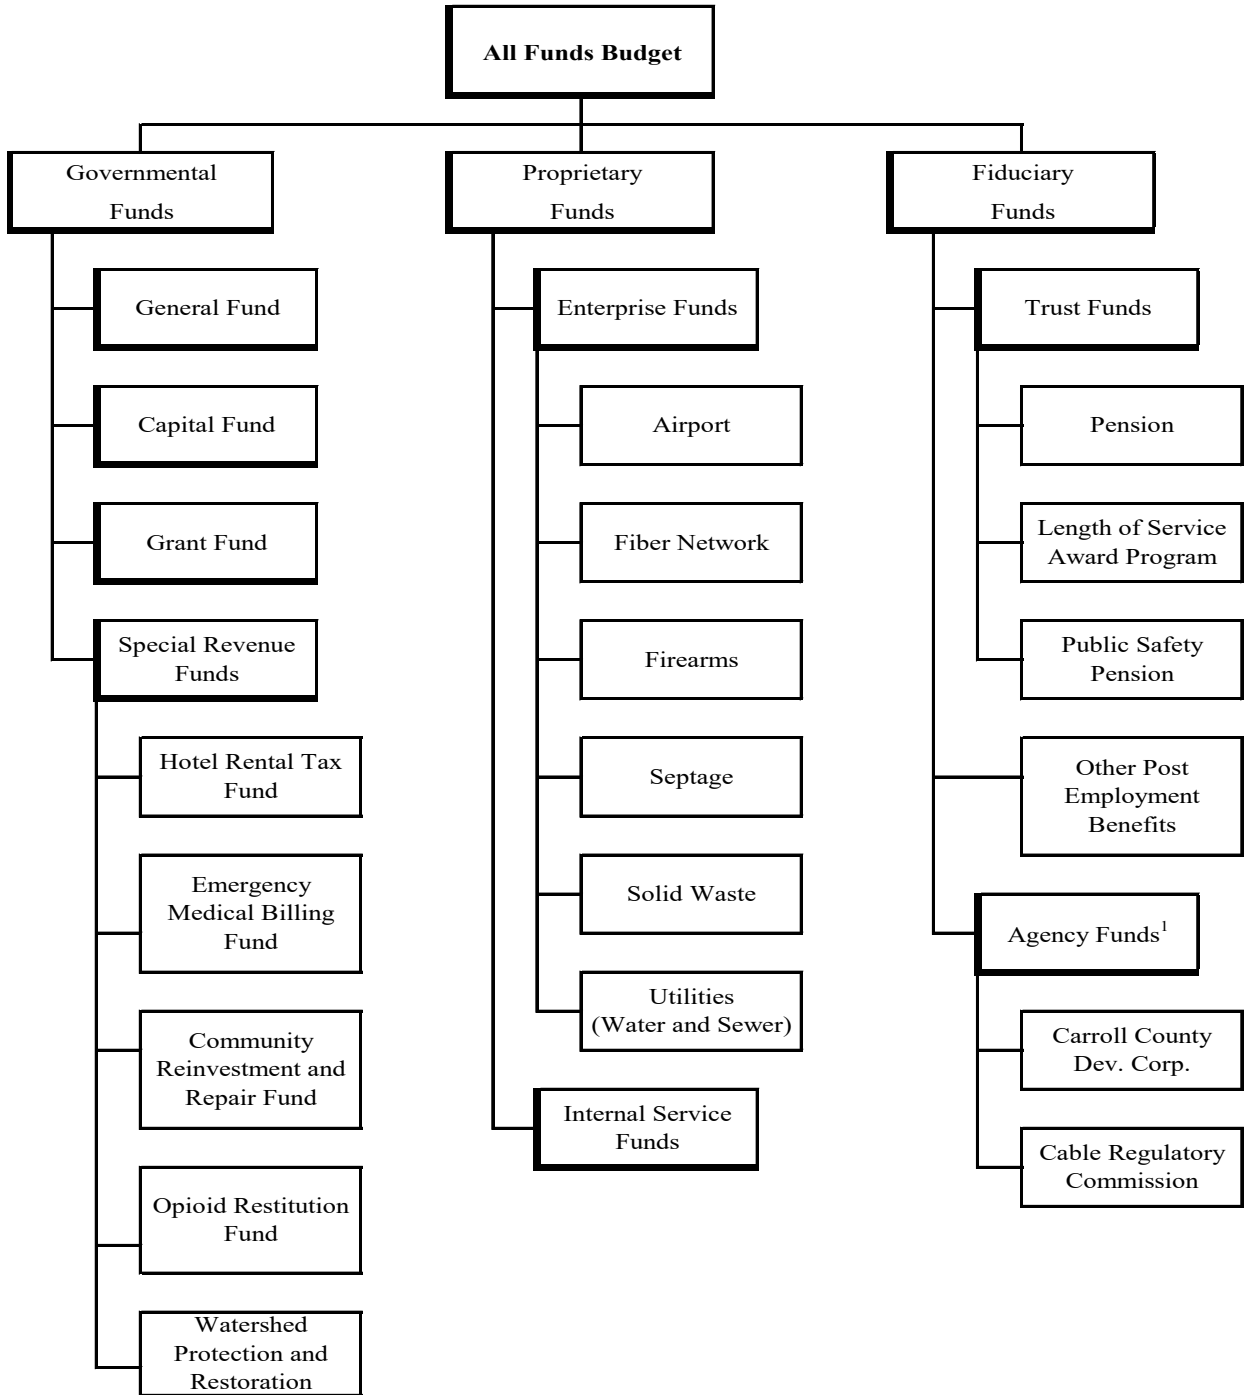 All Funds Budget
Governmental
Funds
Proprietary
Funds
Fiduciary
Funds
General Fund
Capital Fund
Grant Fund
Special Revenue
Funds
Hotel Rental Tax
Fund
Emergency
Medical Billing
Fund
Community
Reinvestment and
Repair Fund
Opioid Restitution
Fund
Watershed
Protection and
Restoration
Enterprise Funds
Airport
Fiber Network
Firearms
Septage
Solid Waste
Utilities
(Water and Sewer)
Internal Service
Funds
Trust Funds
Pension
Length of Service
Award Program
Public Safety
Pension
Other Post
Employment
Benefits
Agency Funds¹
Carroll County
Dev. Corp.
Cable Regulatory
Commission